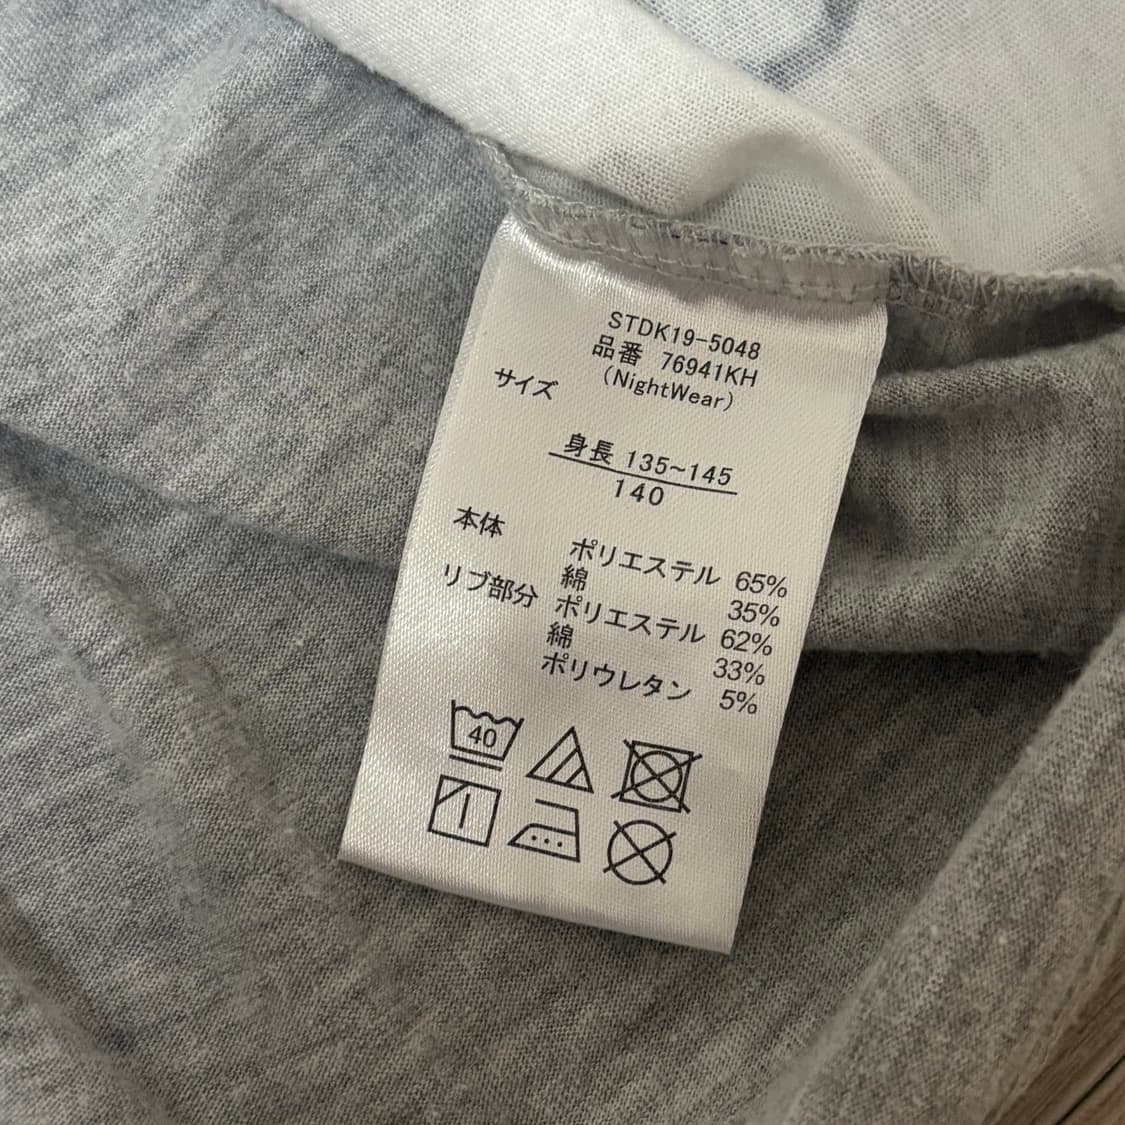 STDK19-5048
品番 76941KH
(NightWear)
サイズ
身長 135~145
140
本体 ポリエステル 65%
綿 35%
リブ部分 ポリエステル 62%
綿 33%
ポリウレタン 5%
40